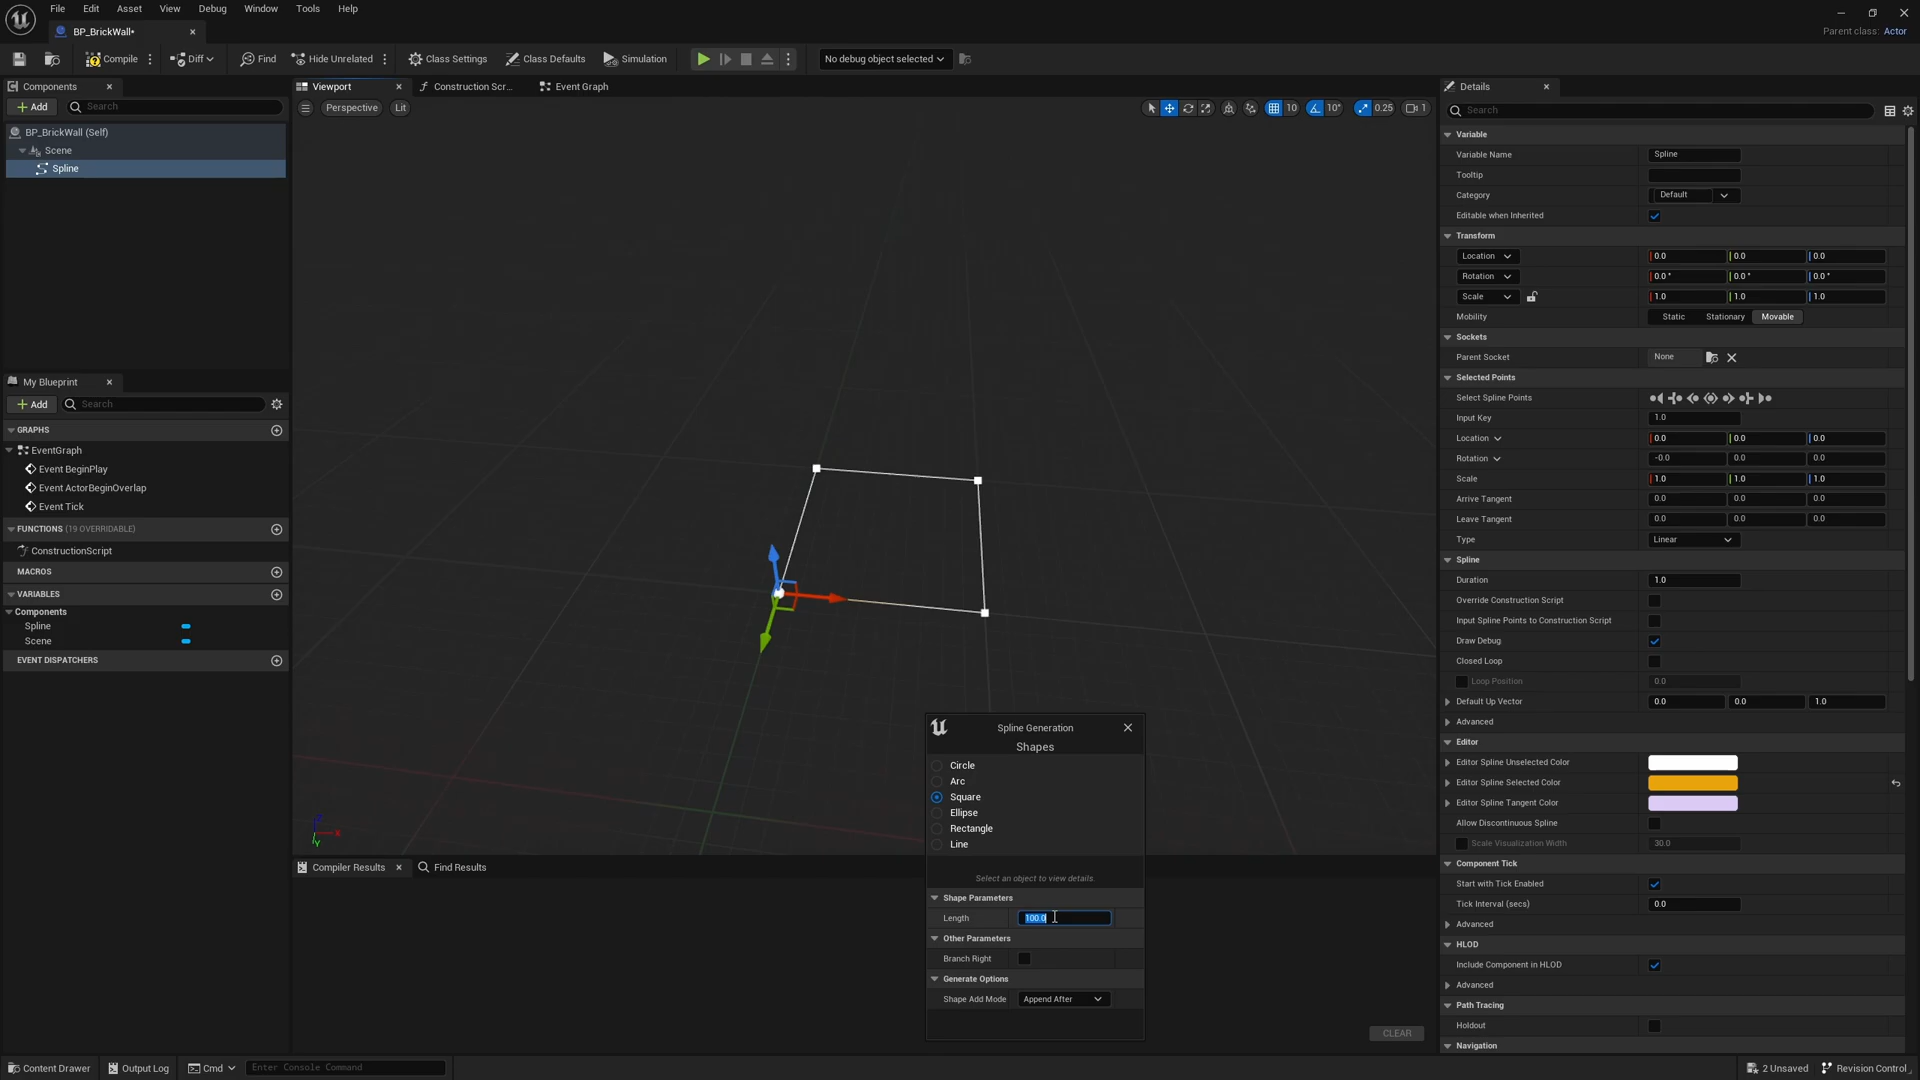 File Edit Asset View Debug Window Tools Help
BP_BrickWall*
Parent class: Actor
Compile Diff Find Hide Unrelated Class Settings Class Defaults Simulation No debug object selected
Components
Add Search
BP_BrickWall (Self)
Scene
Spline
My Blueprint
Add Search
GRAPHS
EventGraph
Event BeginPlay
Event ActorBeginOverlap
Event Tick
FUNCTIONS (19 OVERRIDABLE)
ConstructionScript
MACROS
VARIABLES
Components
Spline
Scene
EVENT DISPATCHERS
Viewport Construction Scr... Event Graph
Perspective Lit 10 10° 0.25 1
Z X Y
Spline Generation
Shapes
Circle
Arc
Square
Ellipse
Rectangle
Line
Select an object to view details.
Shape Parameters
Length 100.0
Other Parameters
Branch Right
Generate Options
Shape Add Mode Append After
Compiler Results Find Results
CLEAR
Details
Search
Variable
Variable Name Spline
Tooltip
Category Default
Editable when Inherited
Transform
Location 0.0 0.0 0.0
Rotation 0.0 ° 0.0 ° 0.0 °
Scale 1.0 1.0 1.0
Mobility Static Stationary Movable
Sockets
Parent Socket None
Selected Points
Select Spline Points
Input Key 1.0
Location 0.0 0.0 0.0
Rotation -0.0 0.0 0.0
Scale 1.0 1.0 1.0
Arrive Tangent 0.0 0.0 0.0
Leave Tangent 0.0 0.0 0.0
Type Linear
Spline
Duration 1.0
Override Construction Script
Input Spline Points to Construction Script
Draw Debug
Closed Loop
Loop Position 0.0
Default Up Vector 0.0 0.0 1.0
Advanced
Editor
Editor Spline Unselected Color
Editor Spline Selected Color
Editor Spline Tangent Color
Allow Discontinuous Spline
Scale Visualization Width 30.0
Component Tick
Start with Tick Enabled
Tick Interval (secs) 0.0
Advanced
HLOD
Include Component in HLOD
Advanced
Path Tracing
Holdout
Navigation
Content Drawer Output Log Cmd Enter Console Command 2 Unsaved Revision Control